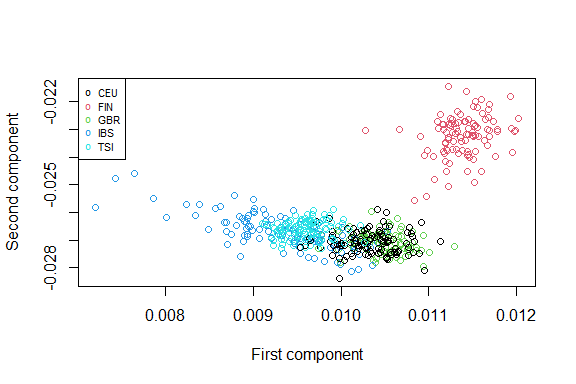 CEU
FIN
GBR
IBS
TSI
-0.022
-0.025
-0.028
Second component
0.008 0.009 0.010 0.011 0.012
First component